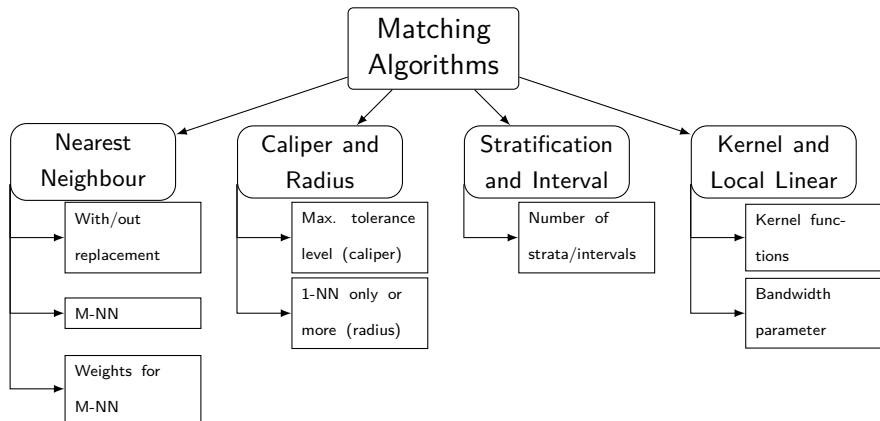 Matching
Algorithms
Nearest
Neighbour
Caliper and
Radius
Stratification
and Interval
Kernel and
Local Linear
With/out
replacement
M-NN
Weights for
M-NN
Max. tolerance
level (caliper)
1-NN only or
more (radius)
Number of
strata/intervals
Kernel func-
tions
Bandwidth
parameter